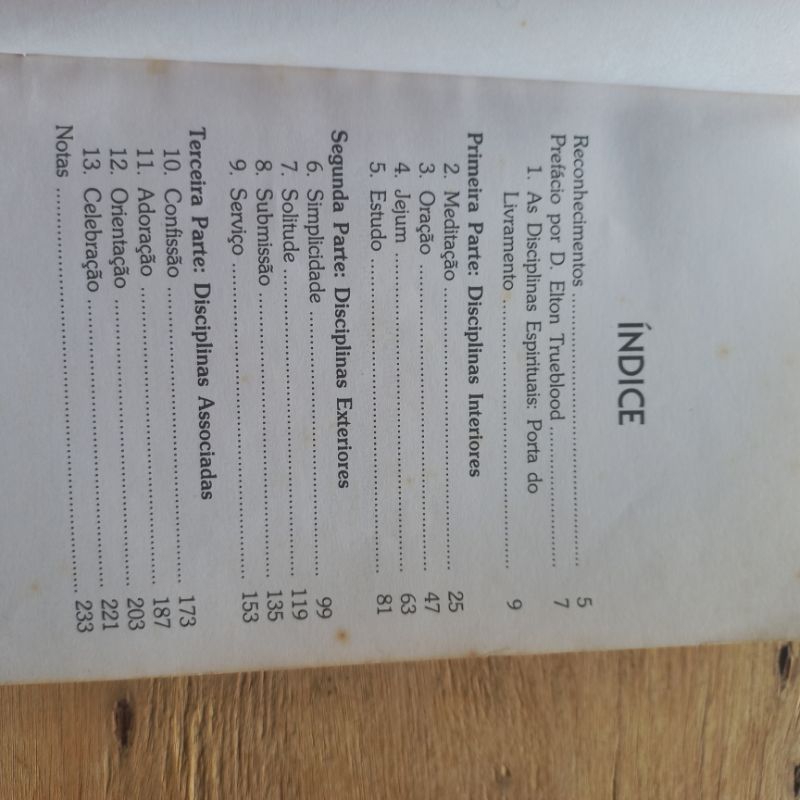 ÍNDICE
Reconhecimentos ........................................ 5
Prefácio por D. Elton Trueblood .................... 7
1. As Disciplinas Espirituais: Porta do
Livramento ........................................ 9
Primeira Parte: Disciplinas Interiores
2. Meditação ........................................ 25
3. Oração ........................................ 47
4. Jejum ........................................ 63
5. Estudo ........................................ 81
Segunda Parte: Disciplinas Exteriores
6. Simplicidade ........................................ 99
7. Solitude ........................................ 119
8. Submissão ........................................ 135
9. Serviço ........................................ 153
Terceira Parte: Disciplinas Associadas
10. Confissão ........................................ 173
11. Adoração ........................................ 187
12. Orientação ........................................ 203
13. Celebração ........................................ 221
Notas ........................................ 233